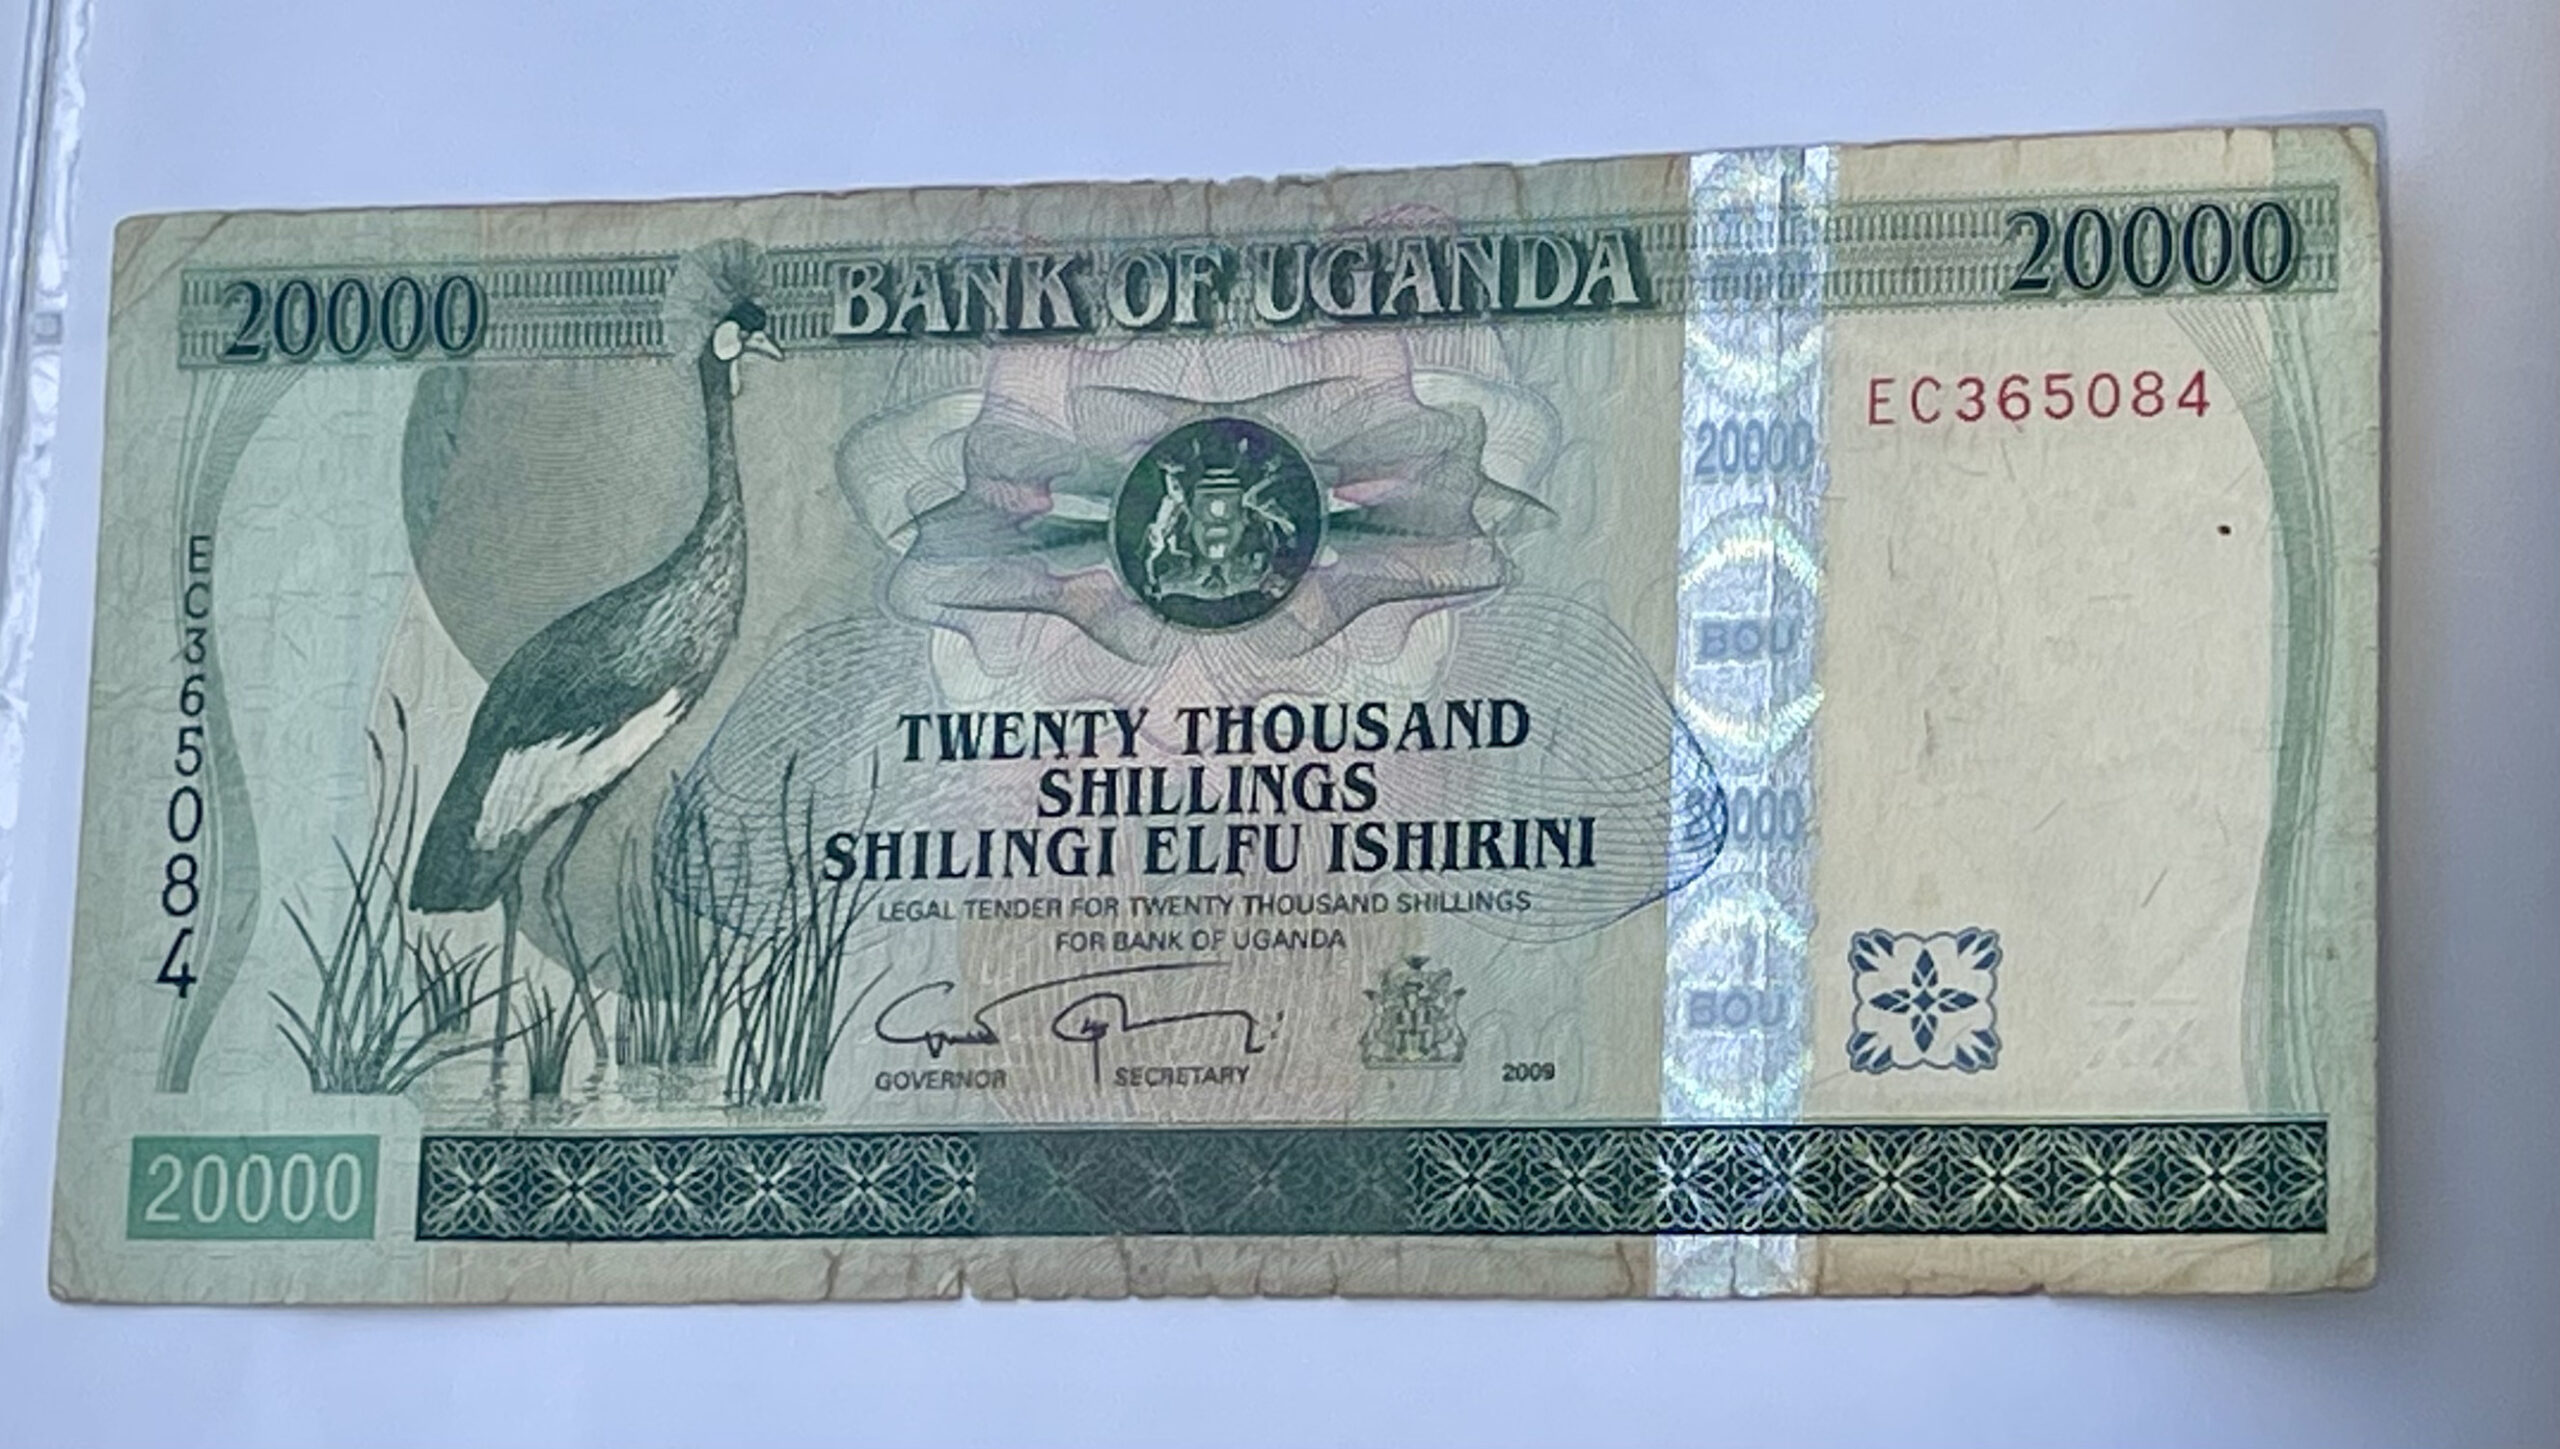 20000
BANK OF UGANDA
20000
EC365084
20000
BOU
EC365084
TWENTY THOUSAND
SHILLINGS
SHILINGI ELFU ISHIRINI
LEGAL TENDER FOR TWENTY THOUSAND SHILLINGS
FOR BANK OF UGANDA
BOU
GOVERNOR
SECRETARY
2009
20000